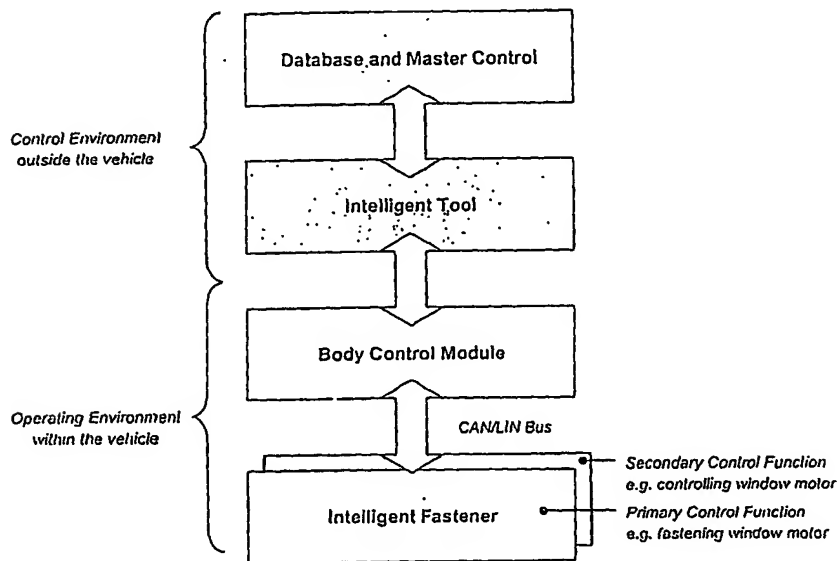 Database and Master Control
Control Environment
outside the vehicle
Intelligent Tool
Body Control Module
Operating Environment
within the vehicle
CAN/LIN Bus
Secondary Control Function
e.g. controlling window motor
Intelligent Fastener
Primary Control Function
e.g. fastening window motor